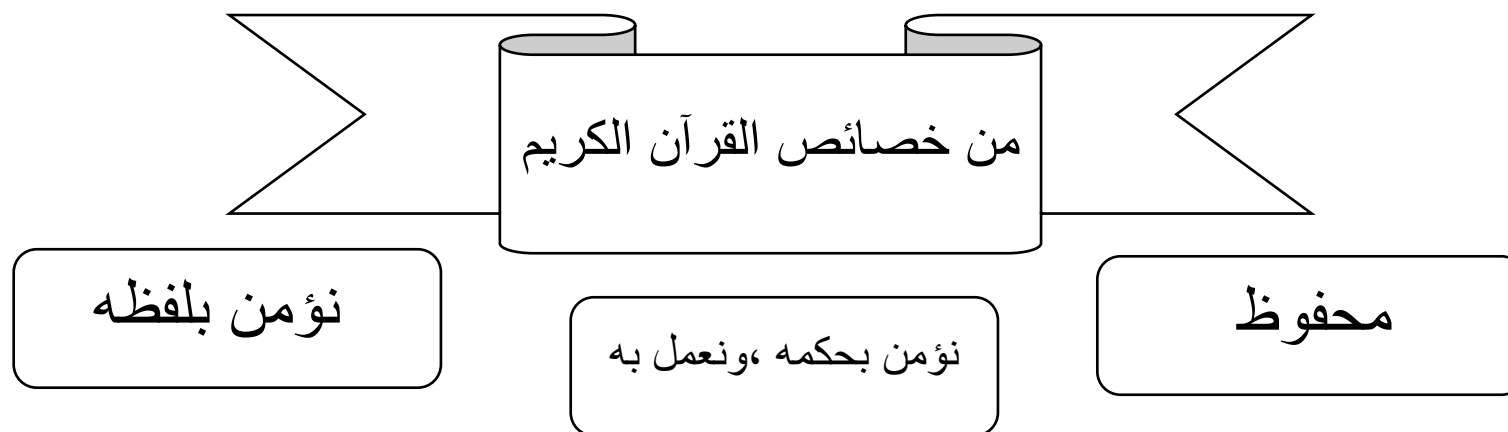 من خصائص القرآن الكريم
محفوظ
نؤمن بحكمه ،ونعمل به
نؤمن بلفظه